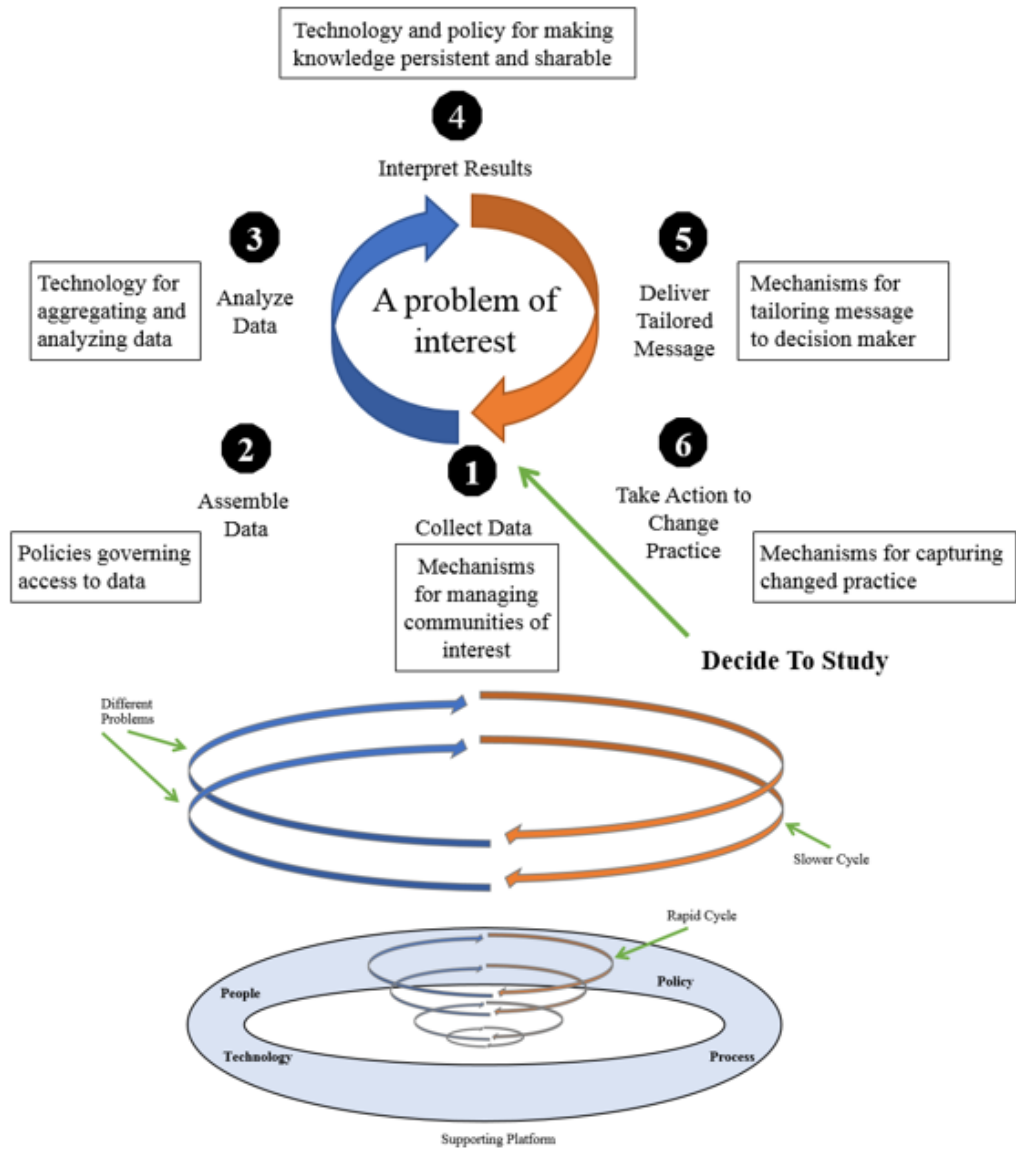 Technology and policy for making
knowledge persistent and sharable
4
Interpret Results
3
Analyze
Data
Technology for
aggregating and
analyzing data
A problem of
interest
5
Deliver
Tailored
Message
Mechanisms for
tailoring message
to decision maker
2
Assemble
Data
Policies governing
access to data
1
Collect Data
Mechanisms
for managing
communities of
interest
6
Take Action to
Change
Practice
Mechanisms for capturing
changed practice
Decide To Study
Different
Problems
Slower Cycle
Rapid Cycle
People
Policy
Technology
Process
Supporting Platform